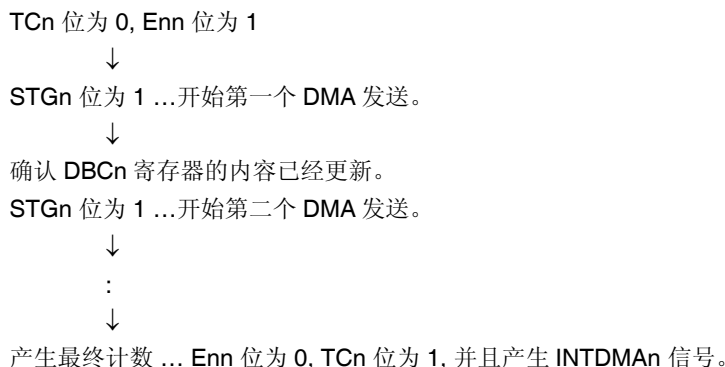 TCn 位为 0, Enn 位为 1
↓
STGn 位为 1 …开始第一个 DMA 发送。
↓
确认 DBCn 寄存器的内容已经更新。
STGn 位为 1 …开始第二个 DMA 发送。
↓
:
↓
产生最终计数 … Enn 位为 0, TCn 位为 1, 并且产生 INTDMAn 信号。